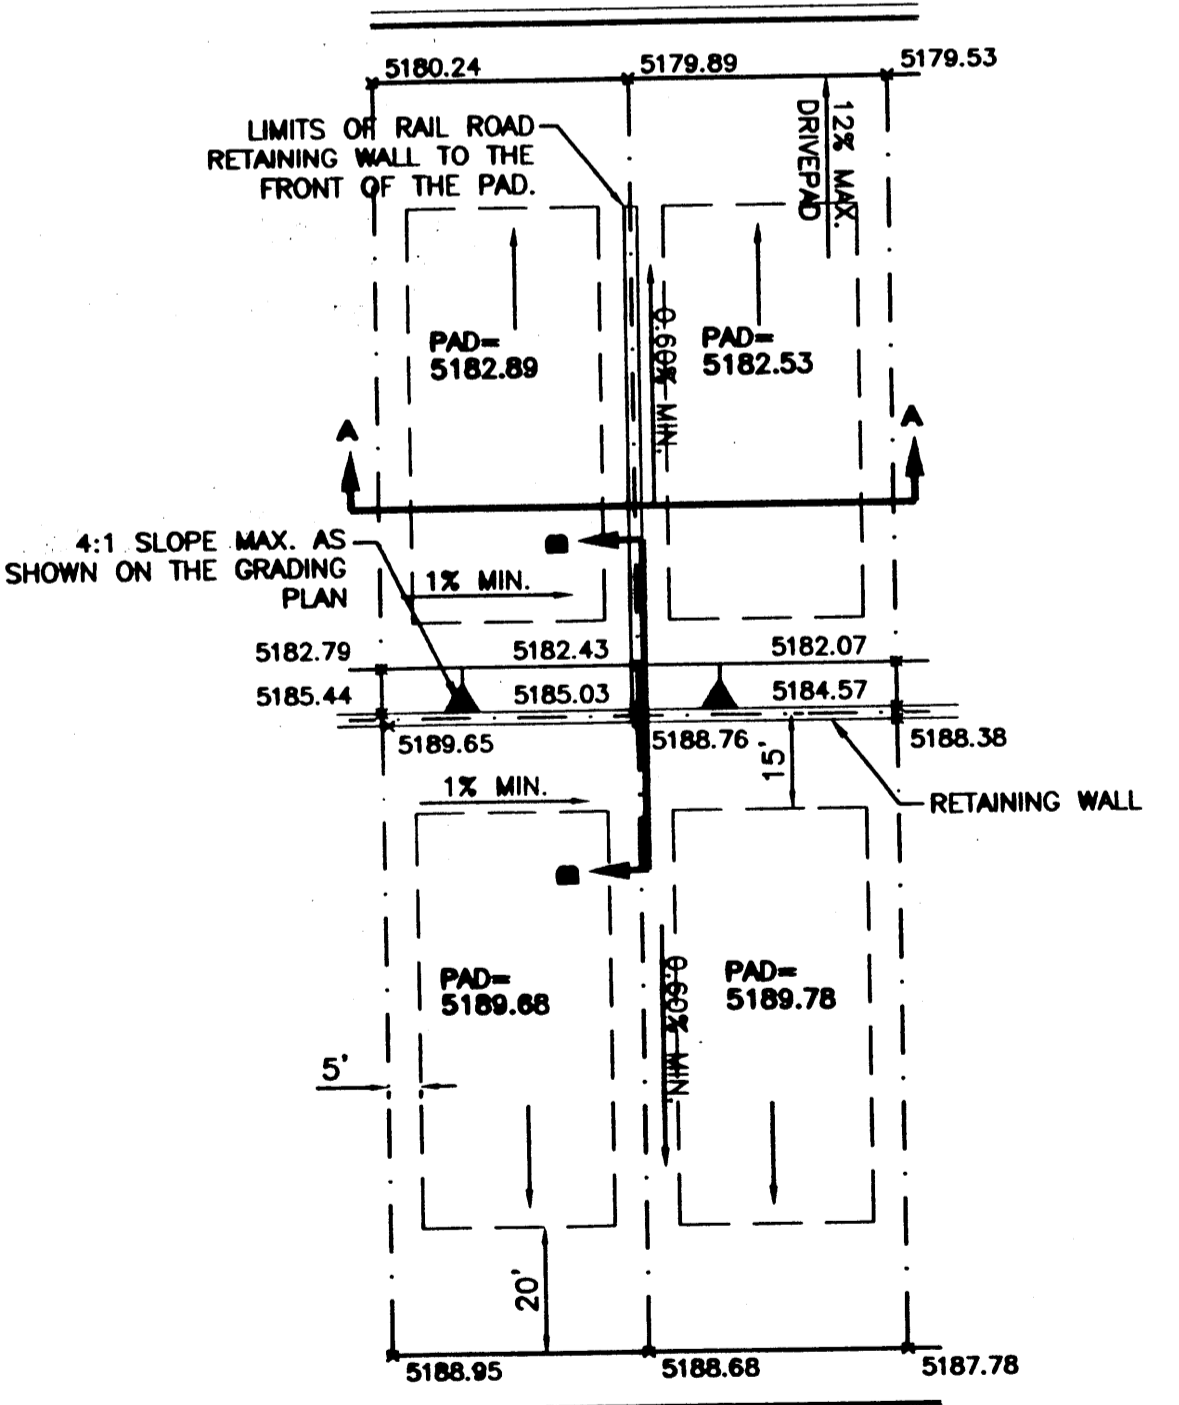 5180.24
5179.89
5179.53
LIMITS OF RAIL ROAD
RETAINING WALL TO THE
FRONT OF THE PAD.
12% MAX.
DRIVEPAD
PAD=
5182.89
0.60% MIN.
PAD=
5182.53
A
A
4:1 SLOPE MAX. AS
SHOWN ON THE GRADING
PLAN
B
1% MIN.
5182.79
5182.43
5182.07
5185.44
5185.03
5184.57
5189.65
5188.76
5188.38
15'
1% MIN.
RETAINING WALL
B
PAD=
5189.68
0.60% MIN.
PAD=
5189.78
5'
20'
5188.95
5188.68
5187.78